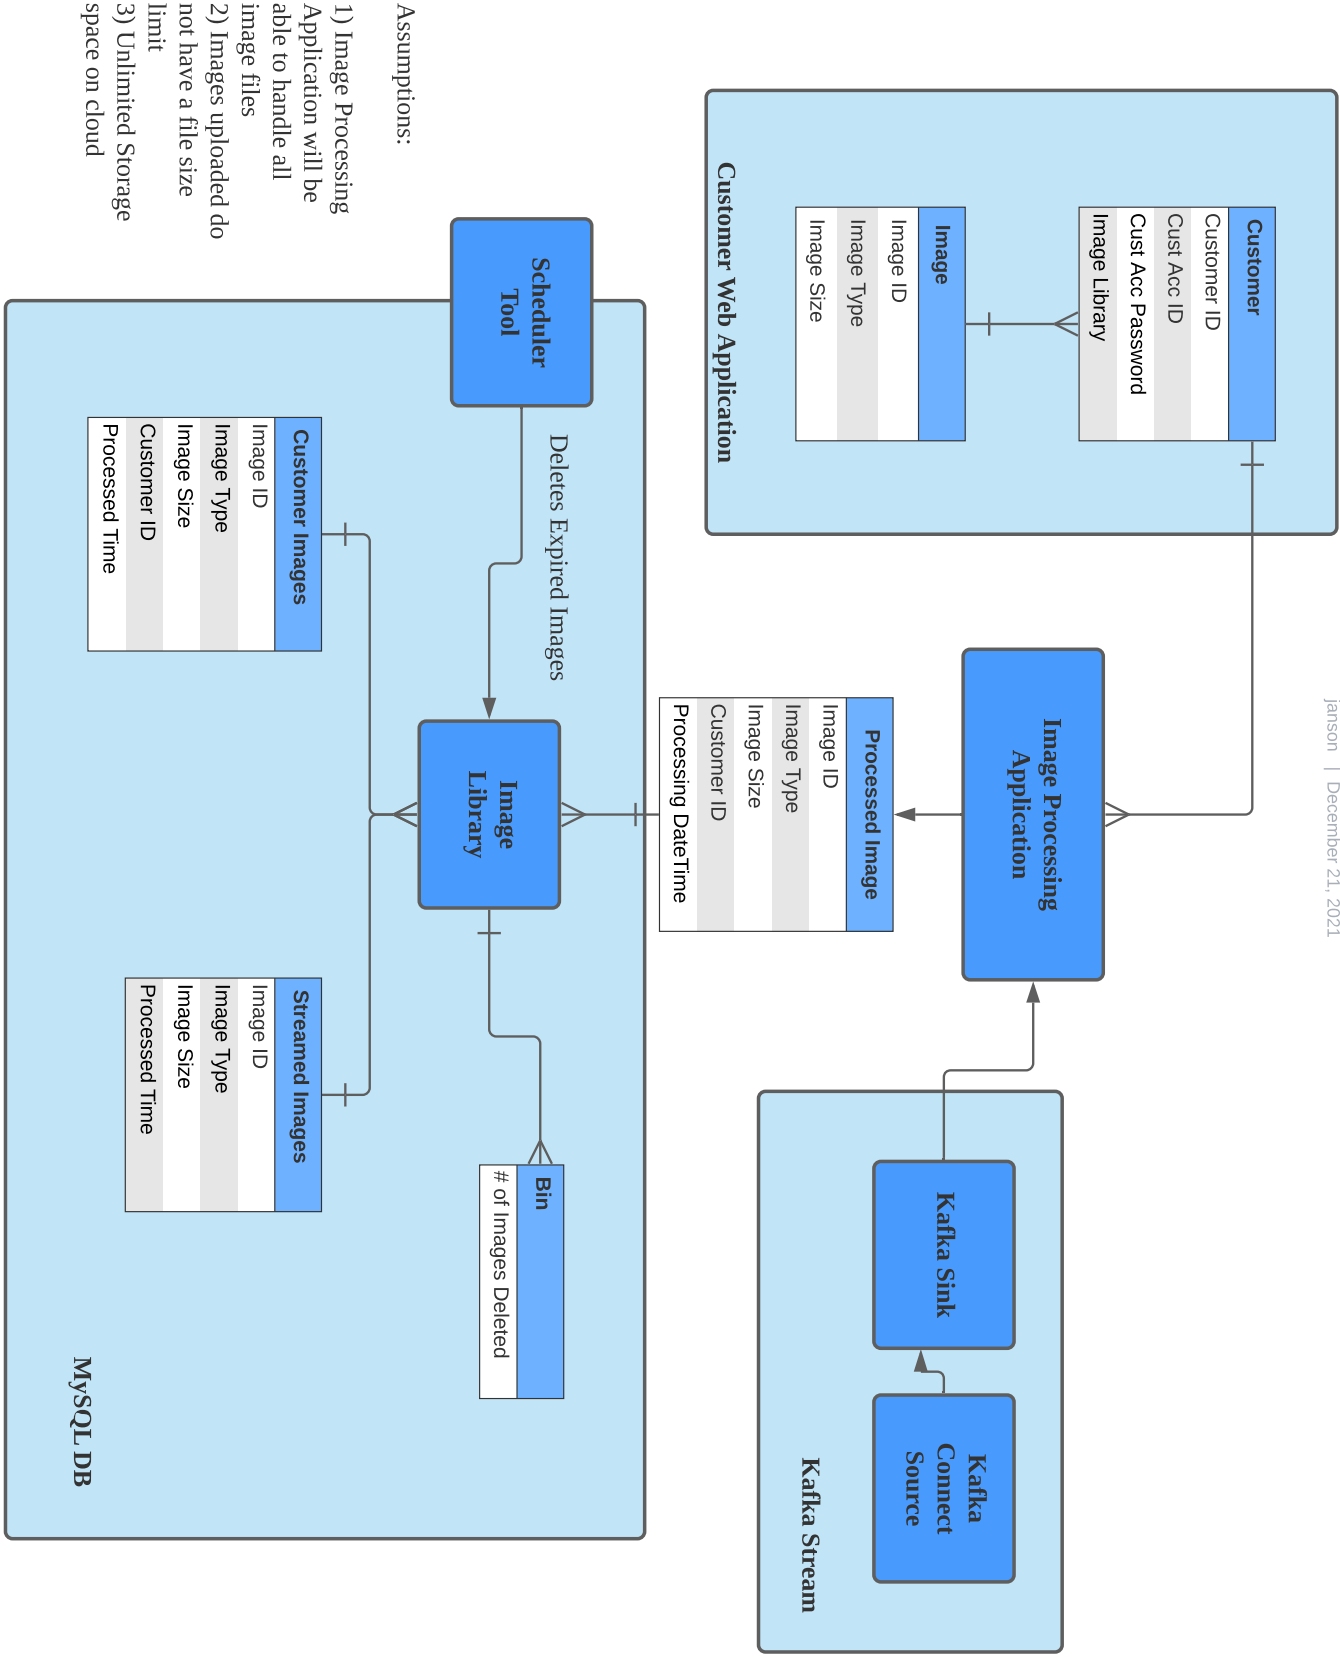 janson | December 21, 2021
Customer
Customer ID
Cust Acc ID
Cust Acc Password
Image Library
Image
Image ID
Image Type
Image Size
Customer Web Application
Image Processing
Application
Kafka Sink
Kafka
Connect
Source
Kafka Stream
Processed Image
Image ID
Image Type
Image Size
Customer ID
Processing DateTime
Scheduler
Tool
Deletes Expired Images
Image
Library
Bin
# of Images Deleted
Customer Images
Image ID
Image Type
Image Size
Customer ID
Processed Time
Streamed Images
Image ID
Image Type
Image Size
Processed Time
MySQL DB
Assumptions:
1) Image Processing
Application will be
able to handle all
image files
2) Images uploaded do
not have a file size
limit
3) Unlimited Storage
space on cloud